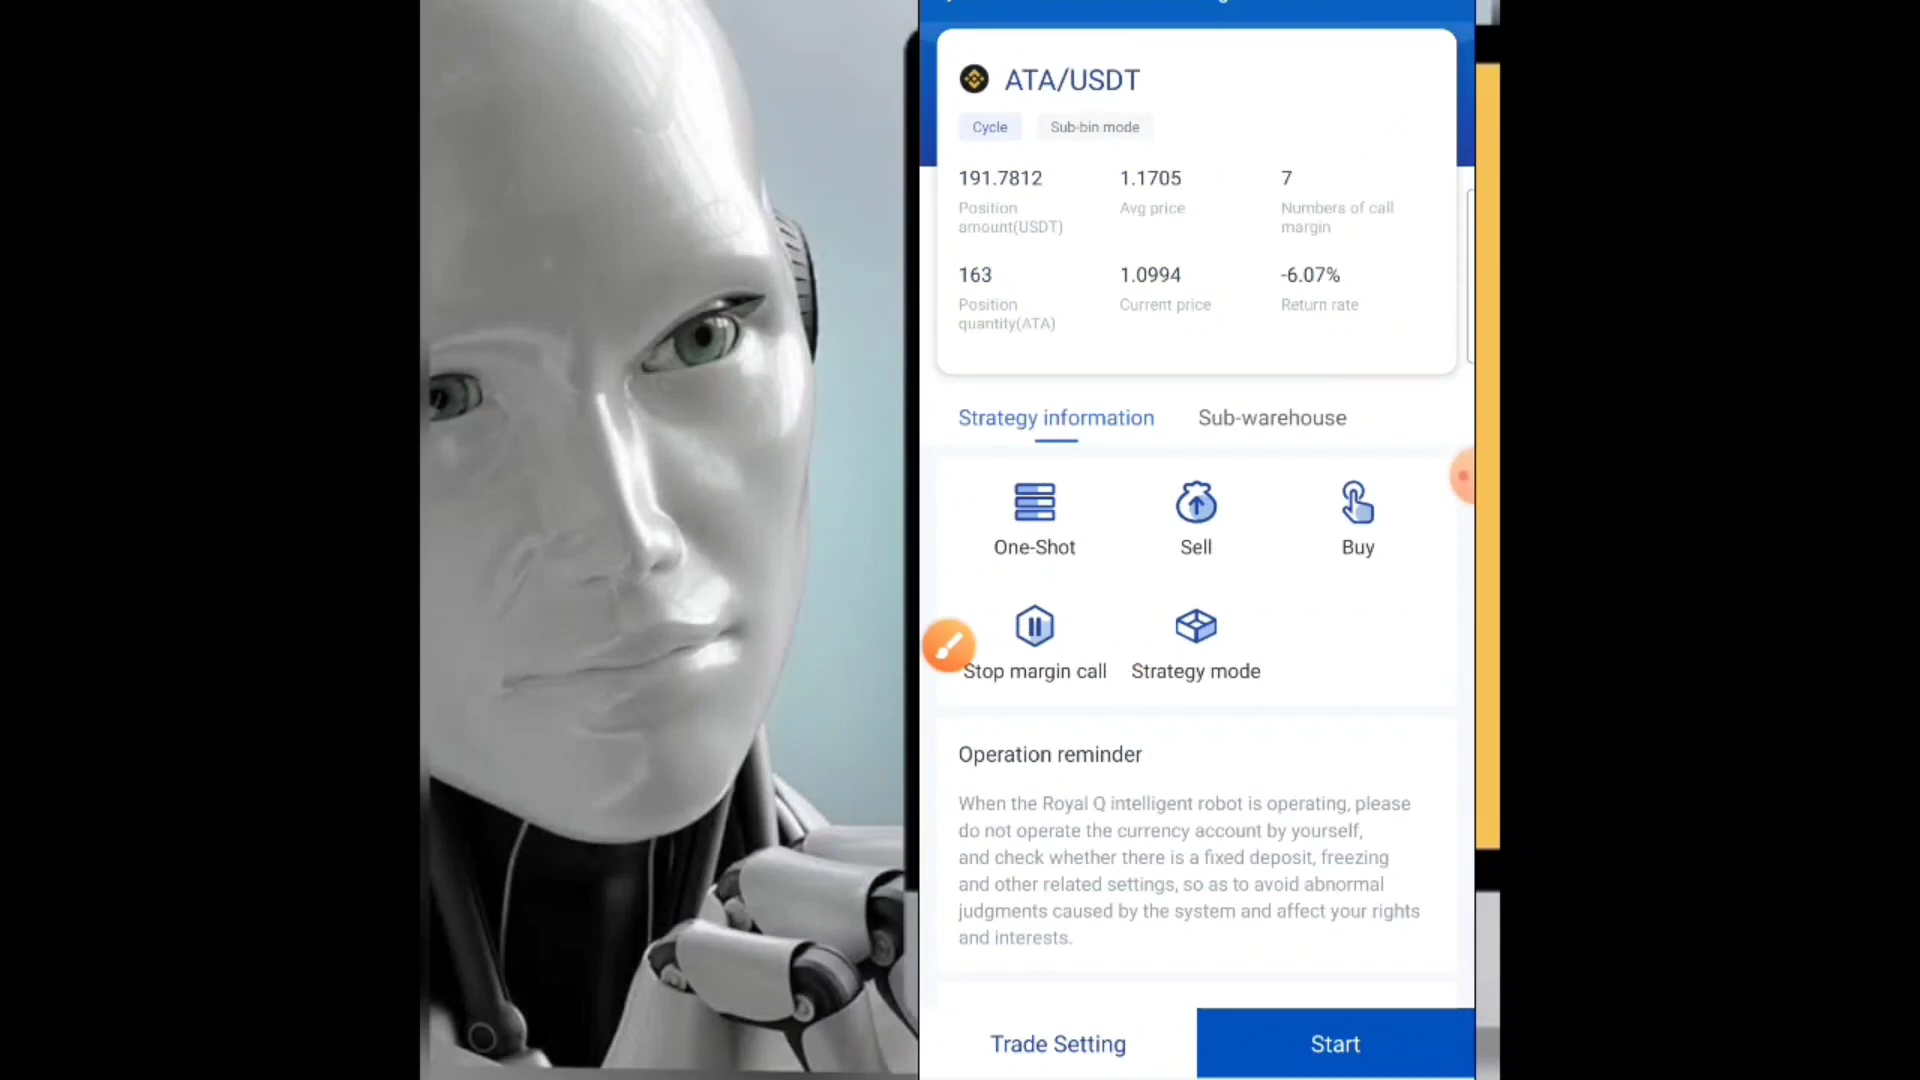 ATA/USDT
Cycle
Sub-bin mode
191.7812
1.1705
7
Position
amount(USDT)
Avg price
Numbers of call
margin
163
1.0994
-6.07%
Position
quantity(ATA)
Current price
Return rate
Strategy information
Sub-warehouse
One-Shot
Sell
Buy
Stop margin call
Strategy mode
Operation reminder
When the Royal Q intelligent robot is operating, please
do not operate the currency account by yourself,
and check whether there is a fixed deposit, freezing
and other related settings, so as to avoid abnormal
judgments caused by the system and affect your rights
and interests.
Trade Setting
Start